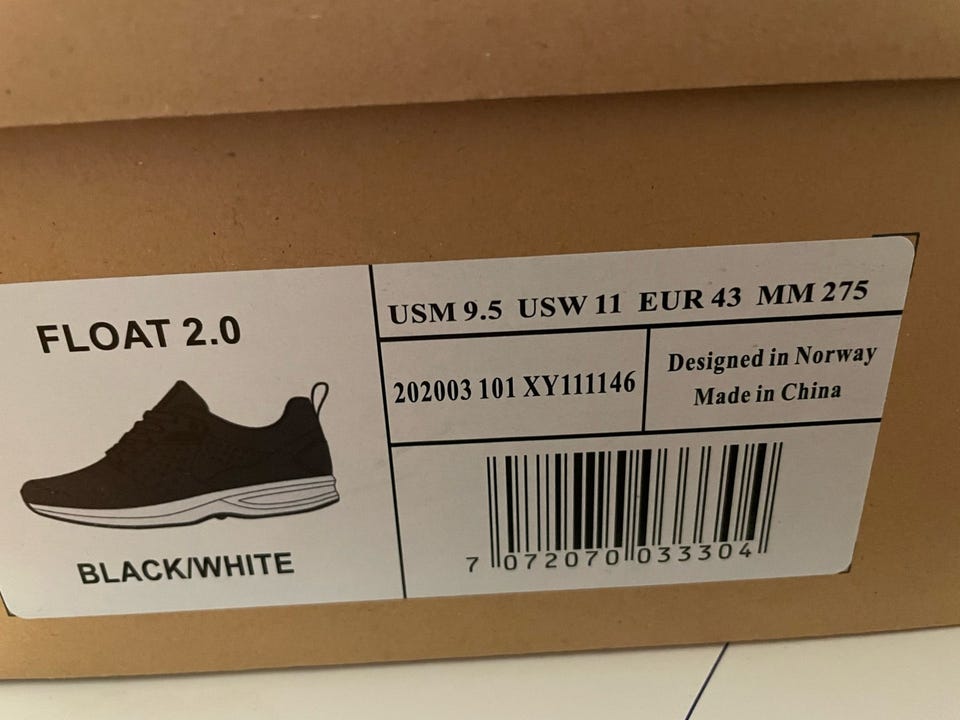 FLOAT 2.0
BLACK/WHITE
USM 9.5 USW 11 EUR 43 MM 275
202003 101 XY111146
Designed in Norway
Made in China
7 072070 033304